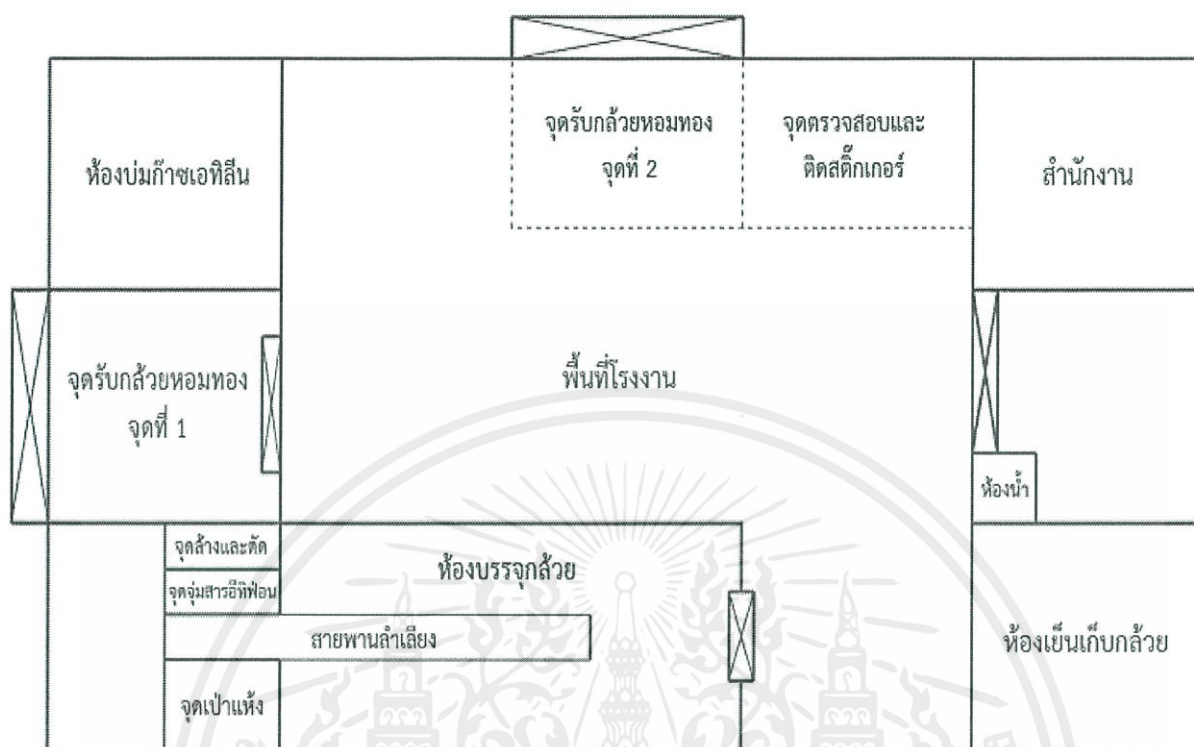 จุดรับกล้วยหอมทอง
จุดที่ 2
จุดตรวจสอบและ
ติดสติ๊กเกอร์
ห้องบ่มก๊าซเอทิลีน
สำนักงาน
จุดรับกล้วยหอมทอง
จุดที่ 1
พื้นที่โรงงาน
ห้องน้ำ
จุดล้างและตัด
จุดจุ่มสารอีทิฟอน
ห้องบรรจุกล้วย
สายพานลำเลียง
ห้องเย็นเก็บกล้วย
จุดเป่าแห้ง